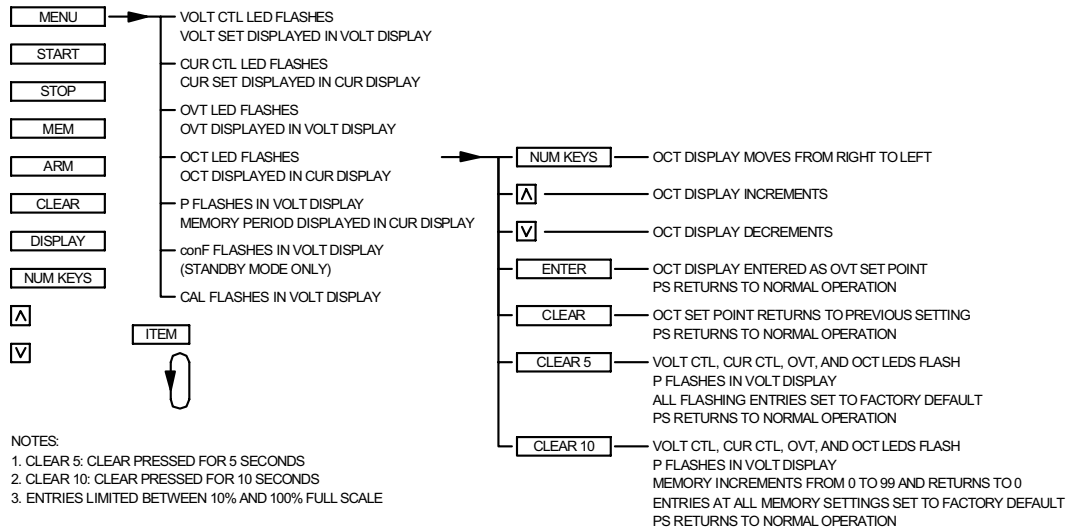 MENU
START
STOP
MEM
ARM
CLEAR
DISPLAY
NUM KEYS
VOLT CTL LED FLASHES
VOLT SET DISPLAYED IN VOLT DISPLAY
CUR CTL LED FLASHES
CUR SET DISPLAYED IN CUR DISPLAY
OVT LED FLASHES
OVT DISPLAYED IN VOLT DISPLAY
OCT LED FLASHES
OCT DISPLAYED IN CUR DISPLAY
P FLASHES IN VOLT DISPLAY
MEMORY PERIOD DISPLAYED IN CUR DISPLAY
conF FLASHES IN VOLT DISPLAY
(STANDBY MODE ONLY)
CAL FLASHES IN VOLT DISPLAY
ITEM
NUM KEYS
OCT DISPLAY MOVES FROM RIGHT TO LEFT
OCT DISPLAY INCREMENTS
OCT DISPLAY DECREMENTS
ENTER
OCT DISPLAY ENTERED AS OVT SET POINT
PS RETURNS TO NORMAL OPERATION
CLEAR
OCT SET POINT RETURNS TO PREVIOUS SETTING
PS RETURNS TO NORMAL OPERATION
CLEAR 5
VOLT CTL, CUR CTL, OVT, AND OCT LEDS FLASH
P FLASHES IN VOLT DISPLAY
ALL FLASHING ENTRIES SET TO FACTORY DEFAULT
PS RETURNS TO NORMAL OPERATION
CLEAR 10
VOLT CTL, CUR CTL, OVT, AND OCT LEDS FLASH
P FLASHES IN VOLT DISPLAY
MEMORY INCREMENTS FROM 0 TO 99 AND RETURNS TO 0
ENTRIES AT ALL MEMORY SETTINGS SET TO FACTORY DEFAULT
PS RETURNS TO NORMAL OPERATION
NOTES:
1. CLEAR 5: CLEAR PRESSED FOR 5 SECONDS
2. CLEAR 10: CLEAR PRESSED FOR 10 SECONDS
3. ENTRIES LIMITED BETWEEN 10% AND 100% FULL SCALE